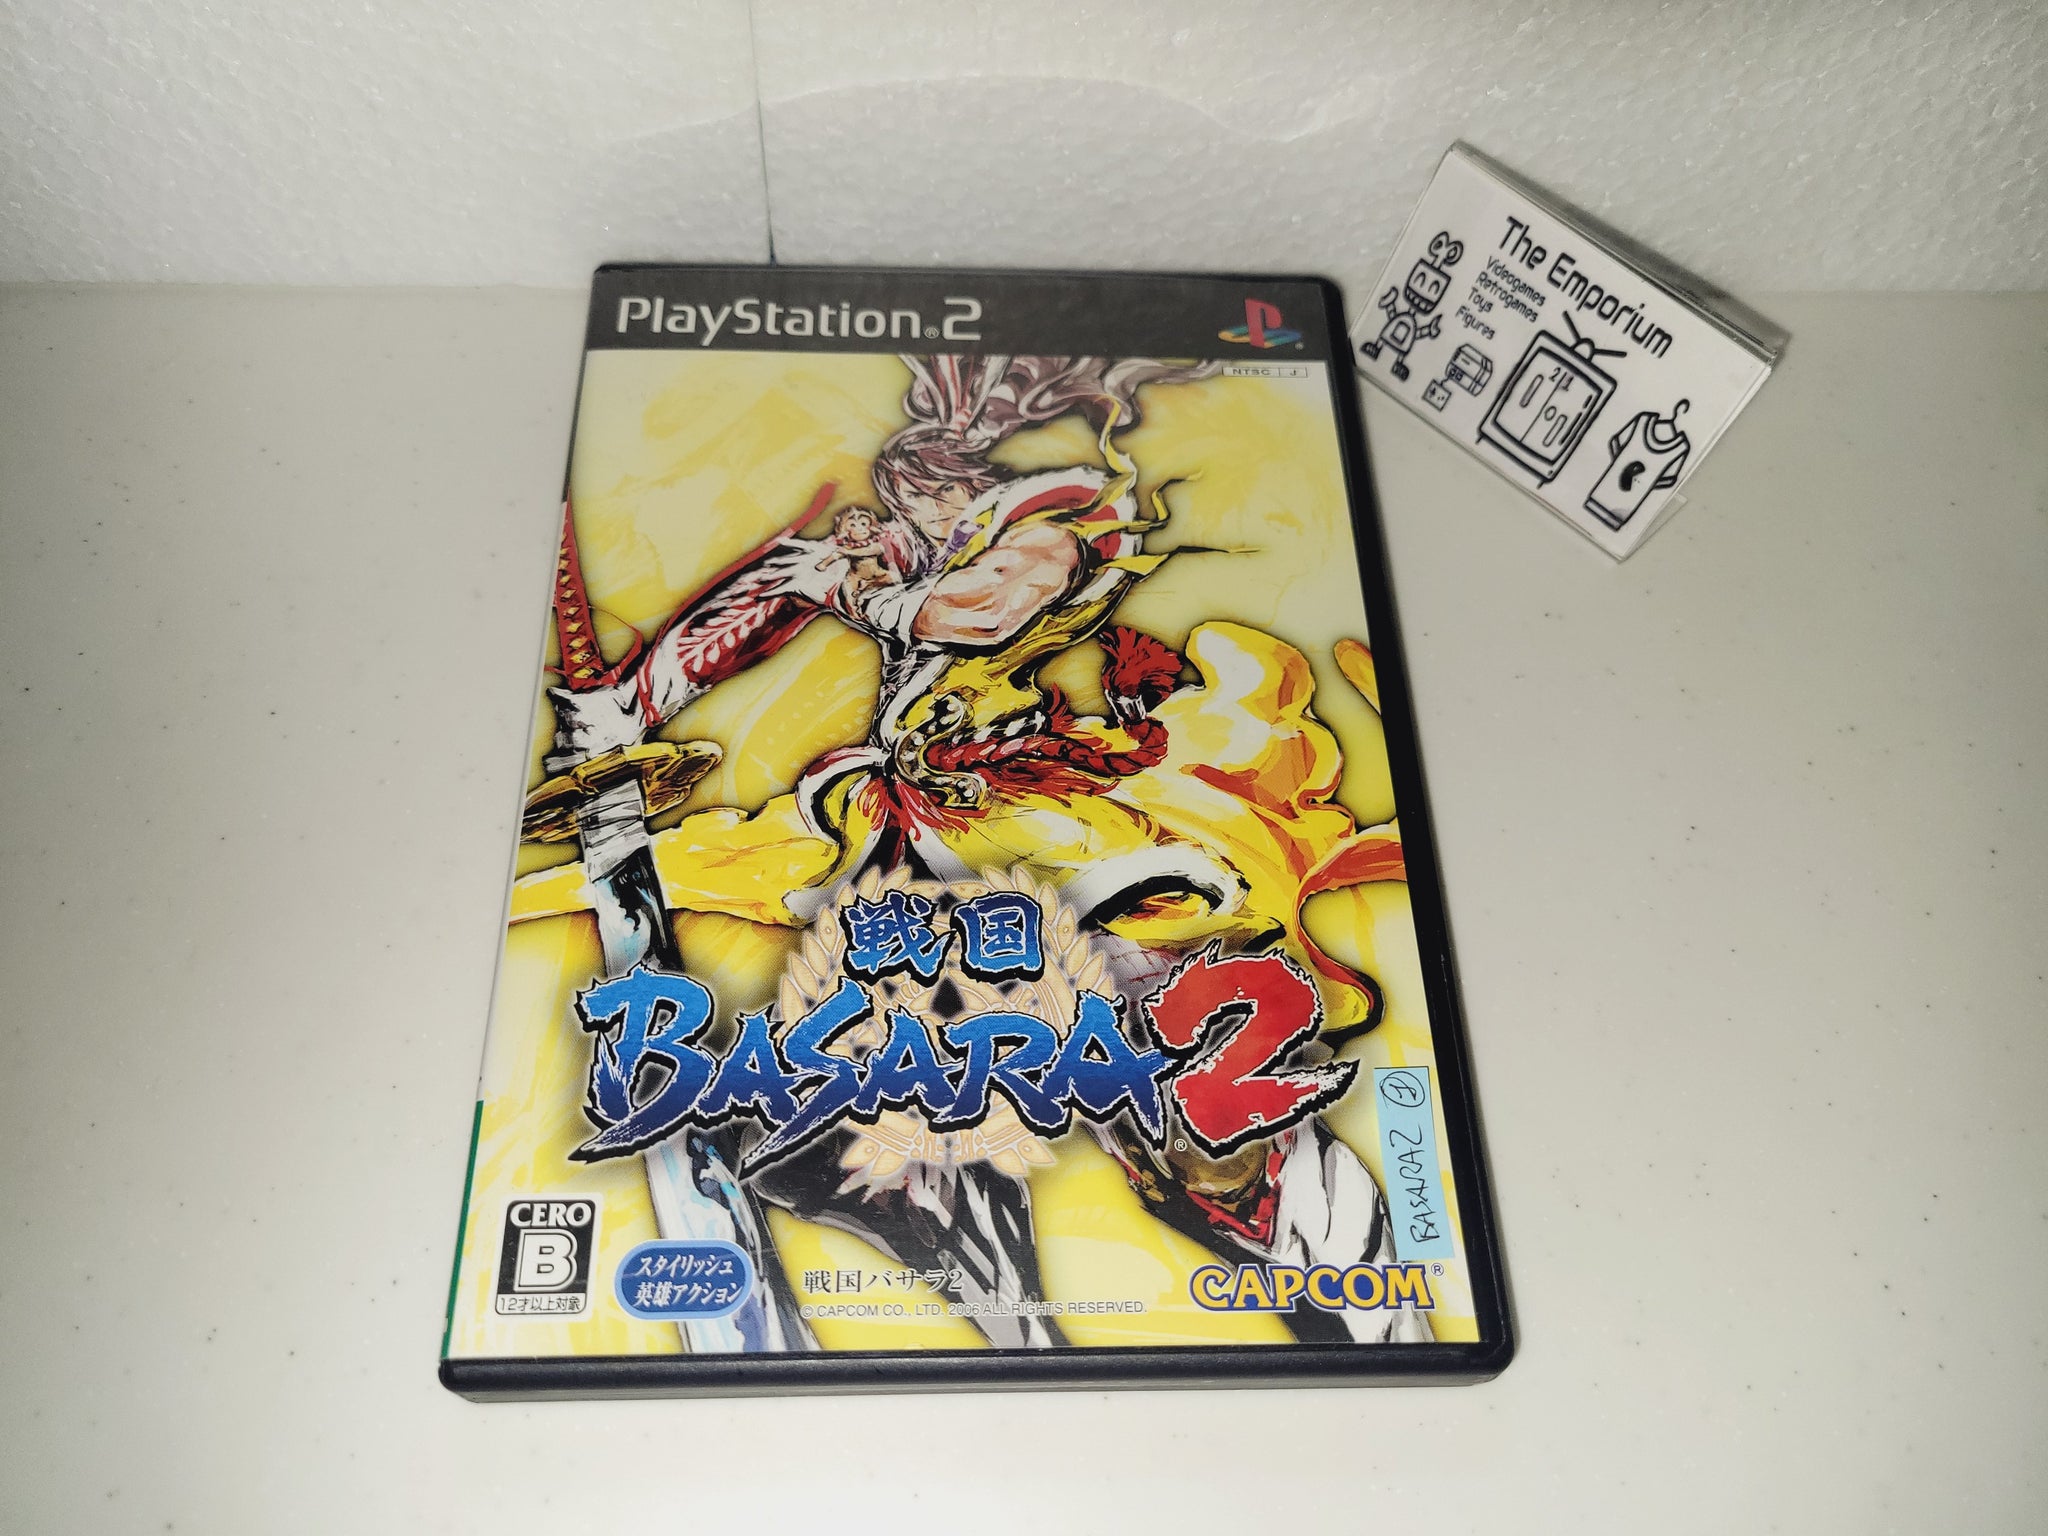 PlayStation®2
NTSC J
The Emporium
Videogames
Retrogames
Toys
Figures
21
戦国
BASARA2
®
BASARA2 ①
CERO
B
12才以上対象
スタイリッシュ
英雄アクション
戦国バサラ2
© CAPCOM CO., LTD. 2006 ALL RIGHTS RESERVED.
CAPCOM®